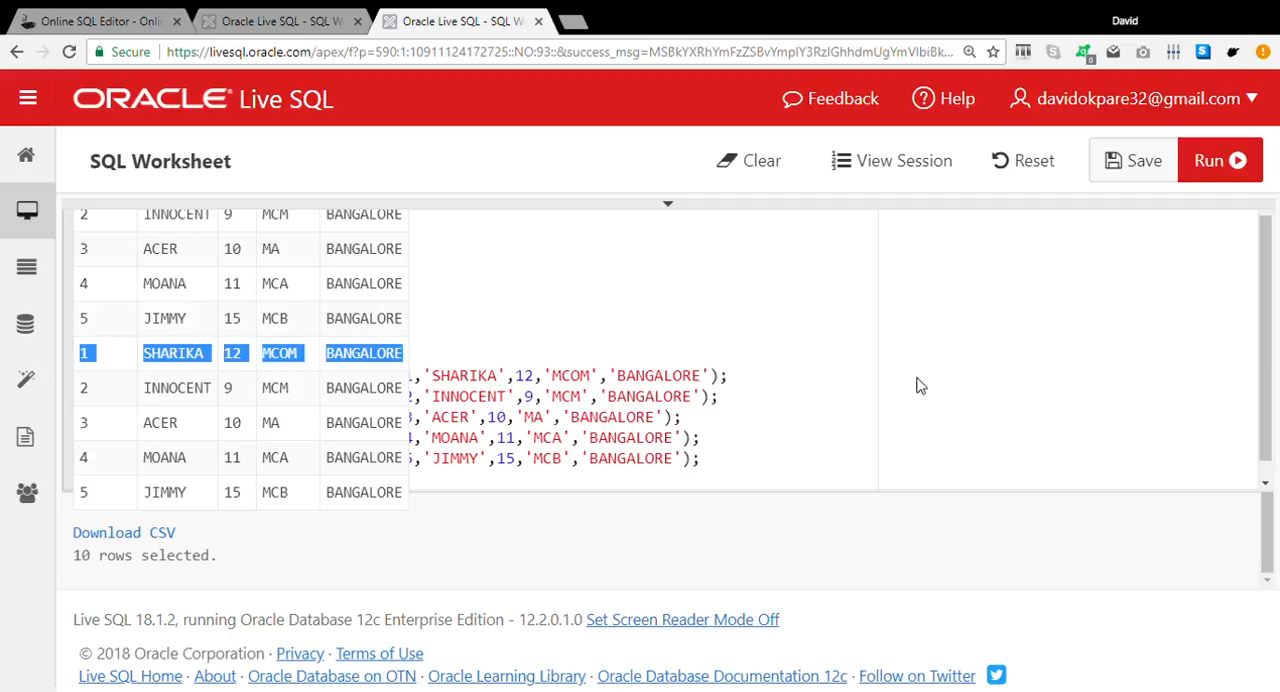 David
Online SQL Editor - Onlin
Oracle Live SQL - SQL W
Oracle Live SQL - SQL W
Secure
https://livesql.oracle.com/apex/f?p=590:1:10911124172725::NO:93::&success_msg=MSBkYXRhYmFzZSBvYmplY3RzIGhhdmUgYmVlbiBk...
ORACLE® Live SQL
Feedback
Help
davidokpare32@gmail.com
SQL Worksheet
Clear
View Session
Reset
Save
Run
2 INNOCENT 9 MCM BANGALORE
3 ACER 10 MA BANGALORE
4 MOANA 11 MCA BANGALORE
5 JIMMY 15 MCB BANGALORE
1 SHARIKA 12 MCOM BANGALORE
2 INNOCENT 9 MCM BANGALORE
3 ACER 10 MA BANGALORE
4 MOANA 11 MCA BANGALORE
5 JIMMY 15 MCB BANGALORE
,'SHARIKA',12,'MCOM','BANGALORE');
,'INNOCENT',9,'MCM','BANGALORE');
,'ACER',10,'MA','BANGALORE');
,'MOANA',11,'MCA','BANGALORE');
,'JIMMY',15,'MCB','BANGALORE');
Download CSV
10 rows selected.
Live SQL 18.1.2, running Oracle Database 12c Enterprise Edition - 12.2.0.1.0 Set Screen Reader Mode Off
© 2018 Oracle Corporation · Privacy · Terms of Use
Live SQL Home · About · Oracle Database on OTN · Oracle Learning Library · Oracle Database Documentation 12c · Follow on Twitter